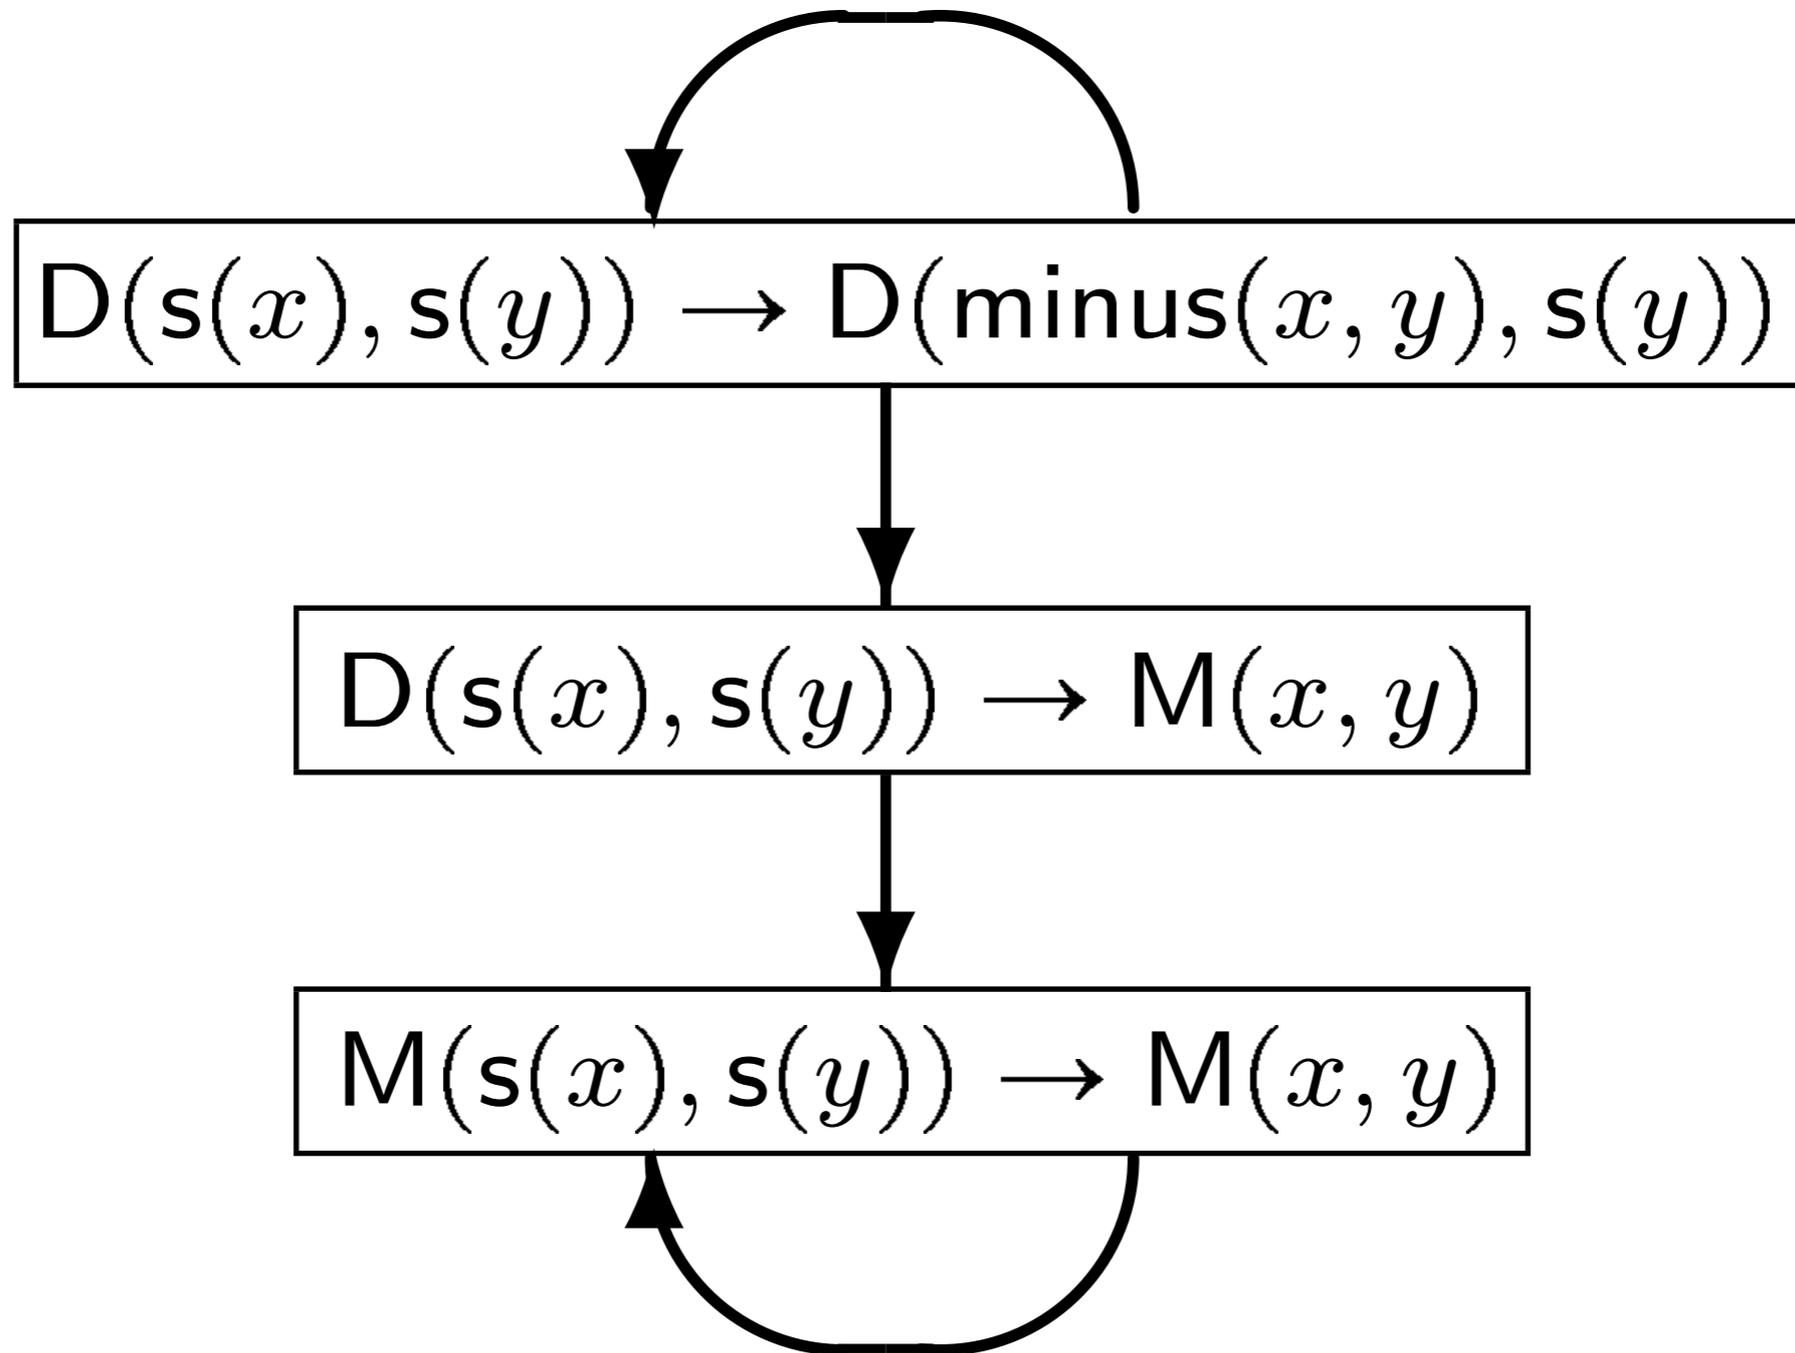 D(s(x), s(y)) → D(minus(x, y), s(y))
D(s(x), s(y)) → M(x, y)
M(s(x), s(y)) → M(x, y)